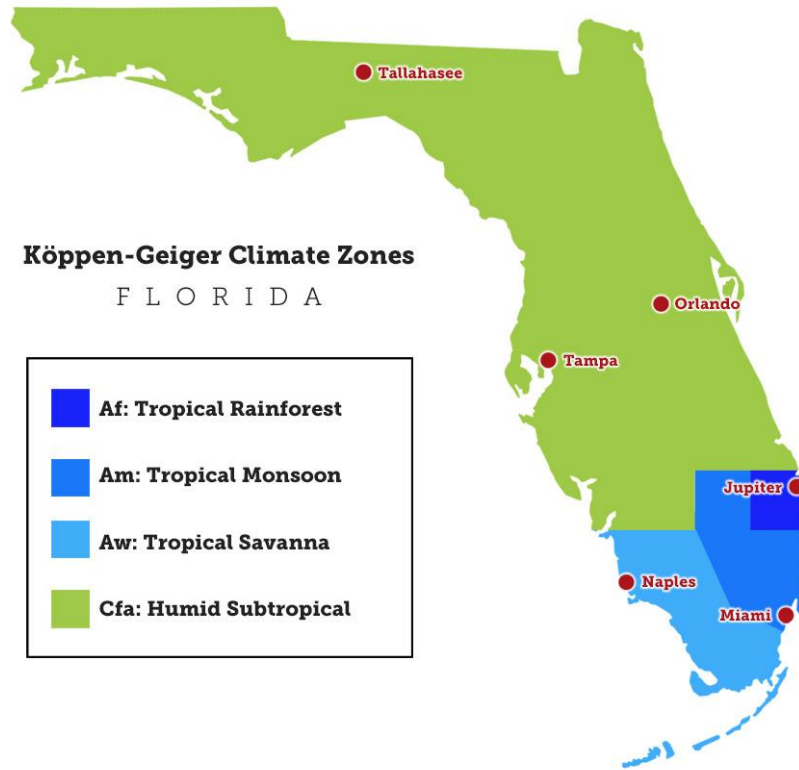 Tallahasee
Köppen-Geiger Climate Zones
FLORIDA
Orlando
Tampa
Af: Tropical Rainforest
Am: Tropical Monsoon
Aw: Tropical Savanna
Cfa: Humid Subtropical
Jupiter
Naples
Miami